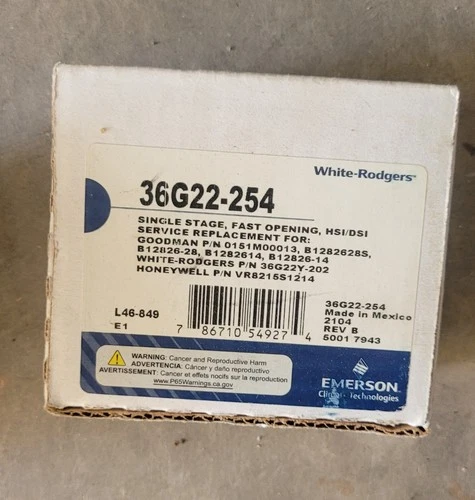 White-Rodgers™
36G22-254
SINGLE STAGE, FAST OPENING, HSI/DSI
SERVICE REPLACEMENT FOR:
GOODMAN P/N 0151M00013, B1282628S,
B12826-28, B1282614, B12826-14
WHITE-RODGERS P/N 36G22Y-202
HONEYWELL P/N VR8215S1214
L46-849
E1
7 86710 54927 4
36G22-254
Made in Mexico
2104
REV B
5001 7943
WARNING: Cancer and Reproductive Harm
ADVERTENCIA: Cáncer y daño reproductivo
AVERTISSEMENT: Cancer et effets nocifs sur la reproduction
www.P65Warnings.ca.gov
EMERSON
Climate Technologies